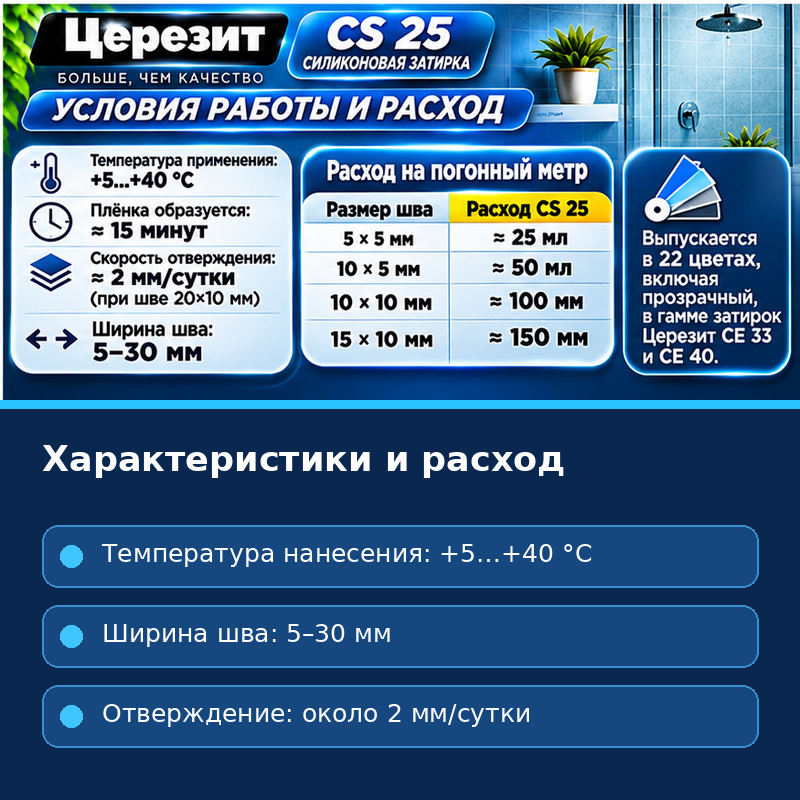 Церезит
БОЛЬШЕ, ЧЕМ КАЧЕСТВО
CS 25
СИЛИКОНОВАЯ ЗАТИРКА
УСЛОВИЯ РАБОТЫ И РАСХОД
Температура применения:
+5...+40 °C
Плёнка образуется:
≈ 15 минут
Скорость отверждения:
≈ 2 мм/сутки
(при шве 20×10 мм)
Ширина шва:
5–30 мм
Расход на погонный метр
Размер шва Расход CS 25
5 × 5 мм ≈ 25 мл
10 × 5 мм ≈ 50 мл
10 × 10 мм ≈ 100 мм
15 × 10 мм ≈ 150 мм
Выпускается
в 22 цветах,
включая
прозрачный,
в гамме затирок
Церезит CE 33
и CE 40.
Характеристики и расход
Температура нанесения: +5…+40 °C
Ширина шва: 5–30 мм
Отверждение: около 2 мм/сутки